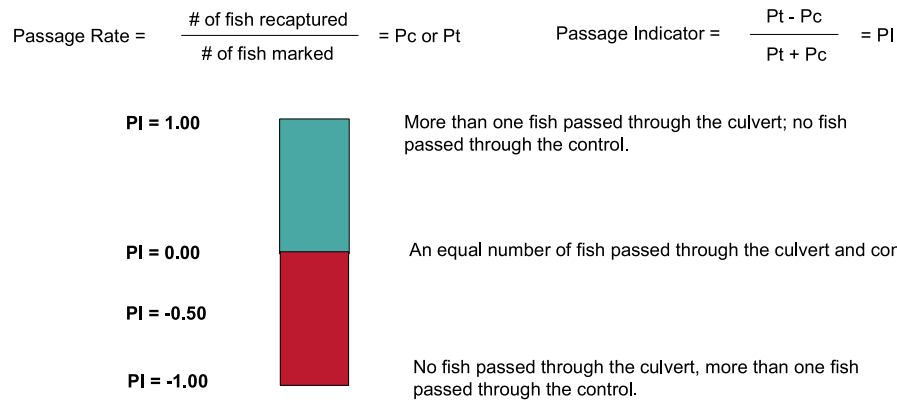 Passage Rate = # of fish recaptured / # of fish marked = Pc or Pt
Passage Indicator = Pt - Pc / Pt + Pc = PI
PI = 1.00
More than one fish passed through the culvert; no fish
passed through the control.
PI = 0.00
An equal number of fish passed through the culvert and
PI = -0.50
PI = -1.00
No fish passed through the culvert, more than one fish
passed through the control.